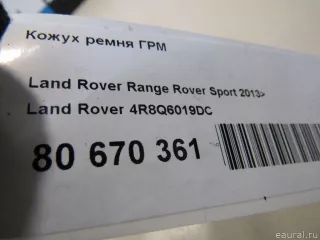 Кожух ремня ГРМ
Land Rover Range Rover Sport 2013>
Land Rover 4R8Q6019DC
80 670 361
eaural.ru